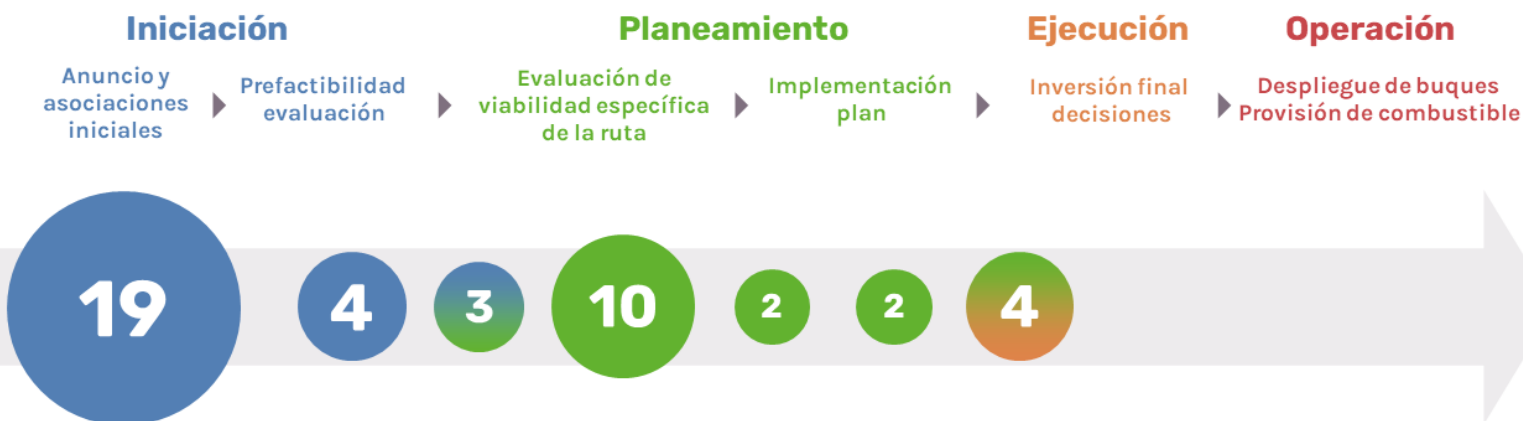 Iniciación
Planeamiento
Ejecución
Operación
Anuncio y
asociaciones
iniciales
Prefactibilidad
evaluación
Evaluación de
viabilidad específica
de la ruta
Implementación
plan
Inversión final
decisiones
Despliegue de buques
Provisión de combustible
19
4
3
10
2
2
4